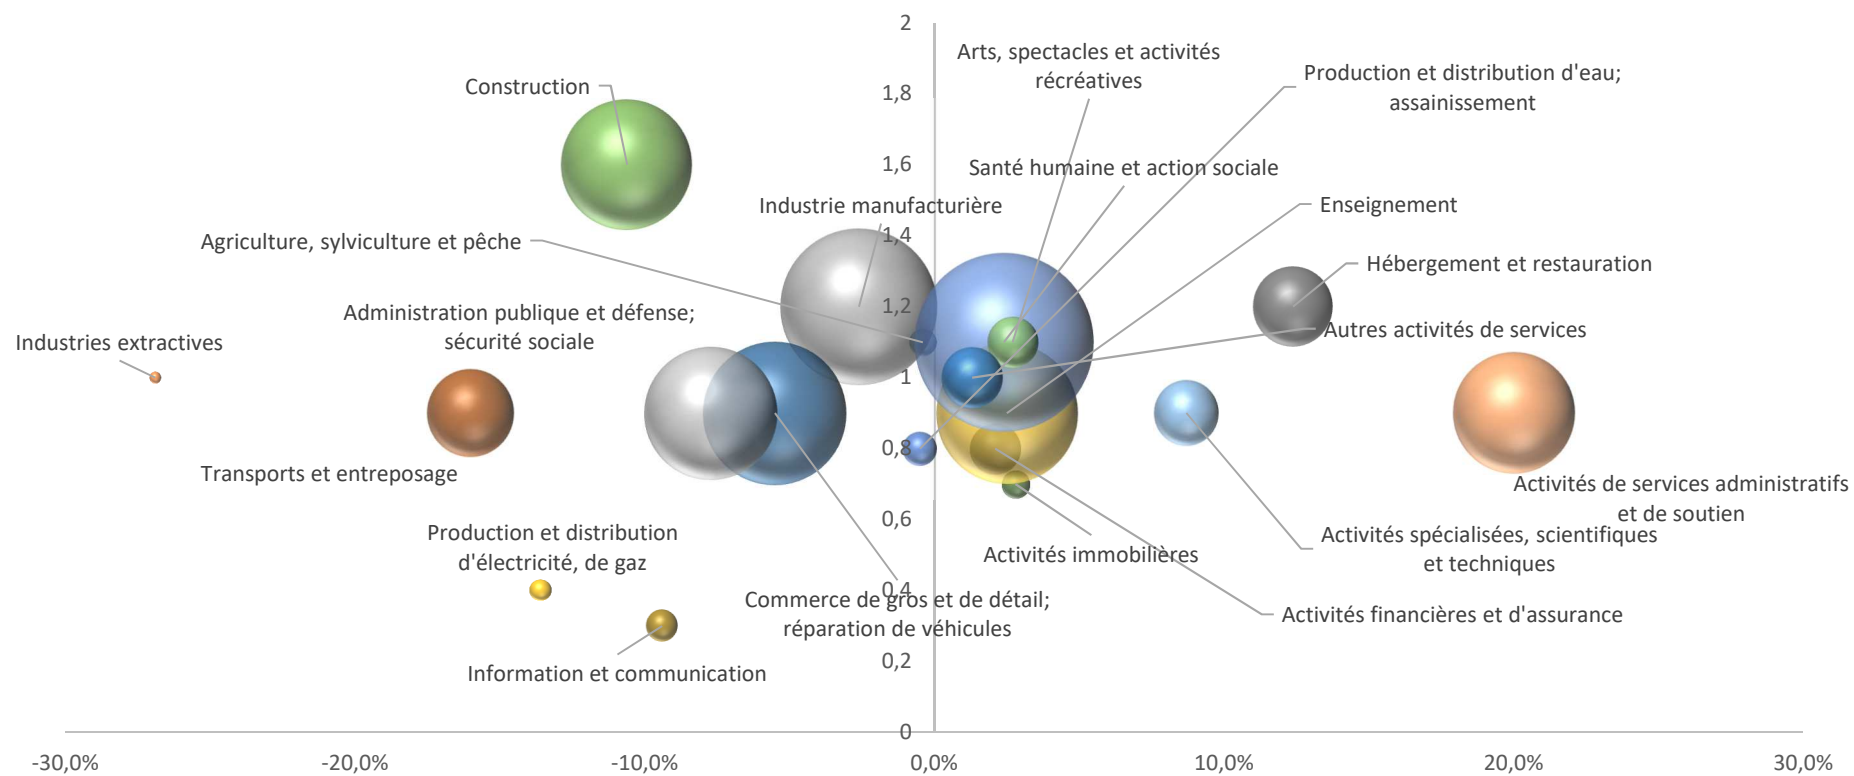 2
Arts, spectacles et activités
récréatives
Production et distribution d'eau;
assainissement
Construction
1,8
1,6
Santé humaine et action sociale
Industrie manufacturière
Enseignement
1,4
Agriculture, sylviculture et pêche
Hébergement et restauration
1,2
Administration publique et défense;
sécurité sociale
Industries extractives
Autres activités de services
1
Transports et entreposage
0,8
Activités de services administratifs
et de soutien
0,6
Production et distribution
d'électricité, de gaz
Activités immobilières
Activités spécialisées, scientifiques
et techniques
0,4
Commerce de gros et de détail;
réparation de véhicules
Activités financières et d'assurance
0,2
Information et communication
0
-30,0%
-20,0%
-10,0%
0,0%
10,0%
20,0%
30,0%